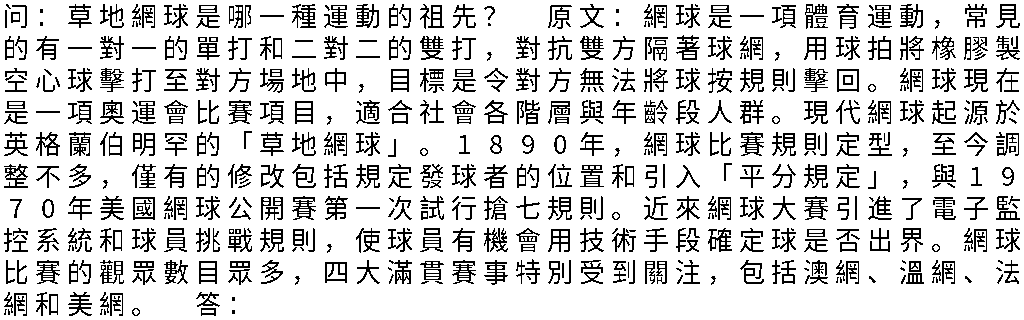 问：草地網球是哪一種運動的祖先？　原文：網球是一項體育運動，常見
的有一對一的單打和二對二的雙打，對抗雙方隔著球網，用球拍將橡膠製
空心球擊打至對方場地中，目標是令對方無法將球按規則擊回。網球現在
是一項奧運會比賽項目，適合社會各階層與年齡段人群。現代網球起源於
英格蘭伯明罕的「草地網球」。１８９０年，網球比賽規則定型，至今調
整不多，僅有的修改包括規定發球者的位置和引入「平分規定」，與１９
７０年美國網球公開賽第一次試行搶七規則。近來網球大賽引進了電子監
控系統和球員挑戰規則，使球員有機會用技術手段確定球是否出界。網球
比賽的觀眾數目眾多，四大滿貫賽事特別受到關注，包括澳網、溫網、法
網和美網。　答：